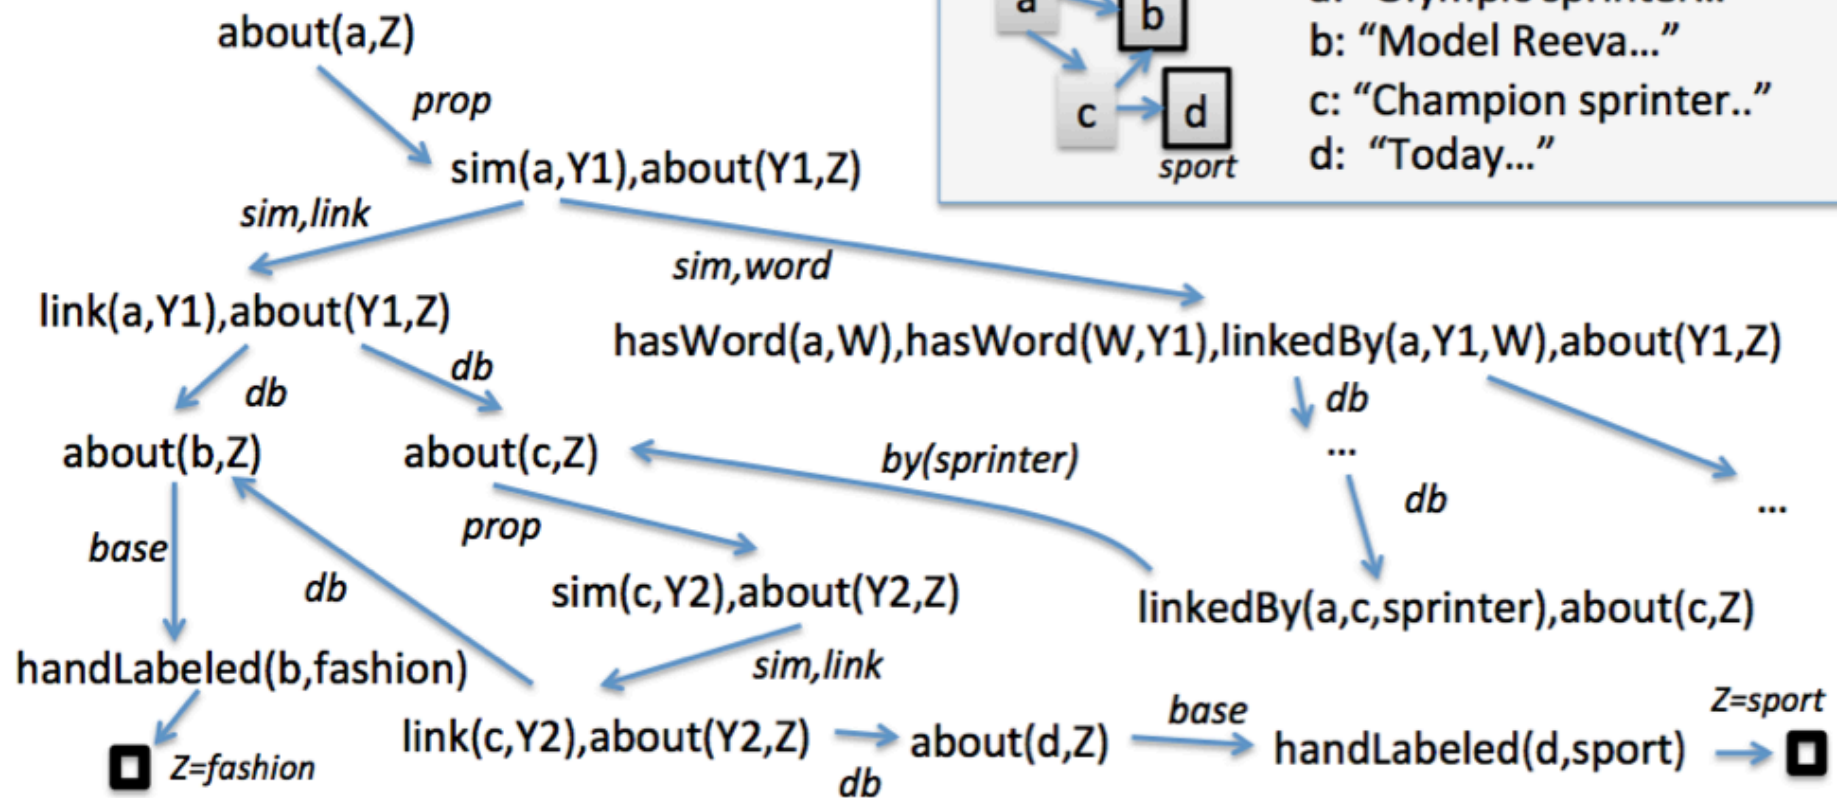 about(a,Z)
prop
sim(a,Y1),about(Y1,Z)
sim,link
sim,word
link(a,Y1),about(Y1,Z)
hasWord(a,W),hasWord(W,Y1),linkedBy(a,Y1,W),about(Y1,Z)
db
db
db
about(b,Z)
about(c,Z)
by(sprinter)
...
db
...
base
prop
db
sim(c,Y2),about(Y2,Z)
linkedBy(a,c,sprinter),about(c,Z)
handLabeled(b,fashion)
sim,link
link(c,Y2),about(Y2,Z)
db
about(d,Z)
base
handLabeled(d,sport)
Z=sport
Z=fashion
a
b
c
d
sport
b: “Model Reeva...”
c: “Champion sprinter..”
d: “Today...”